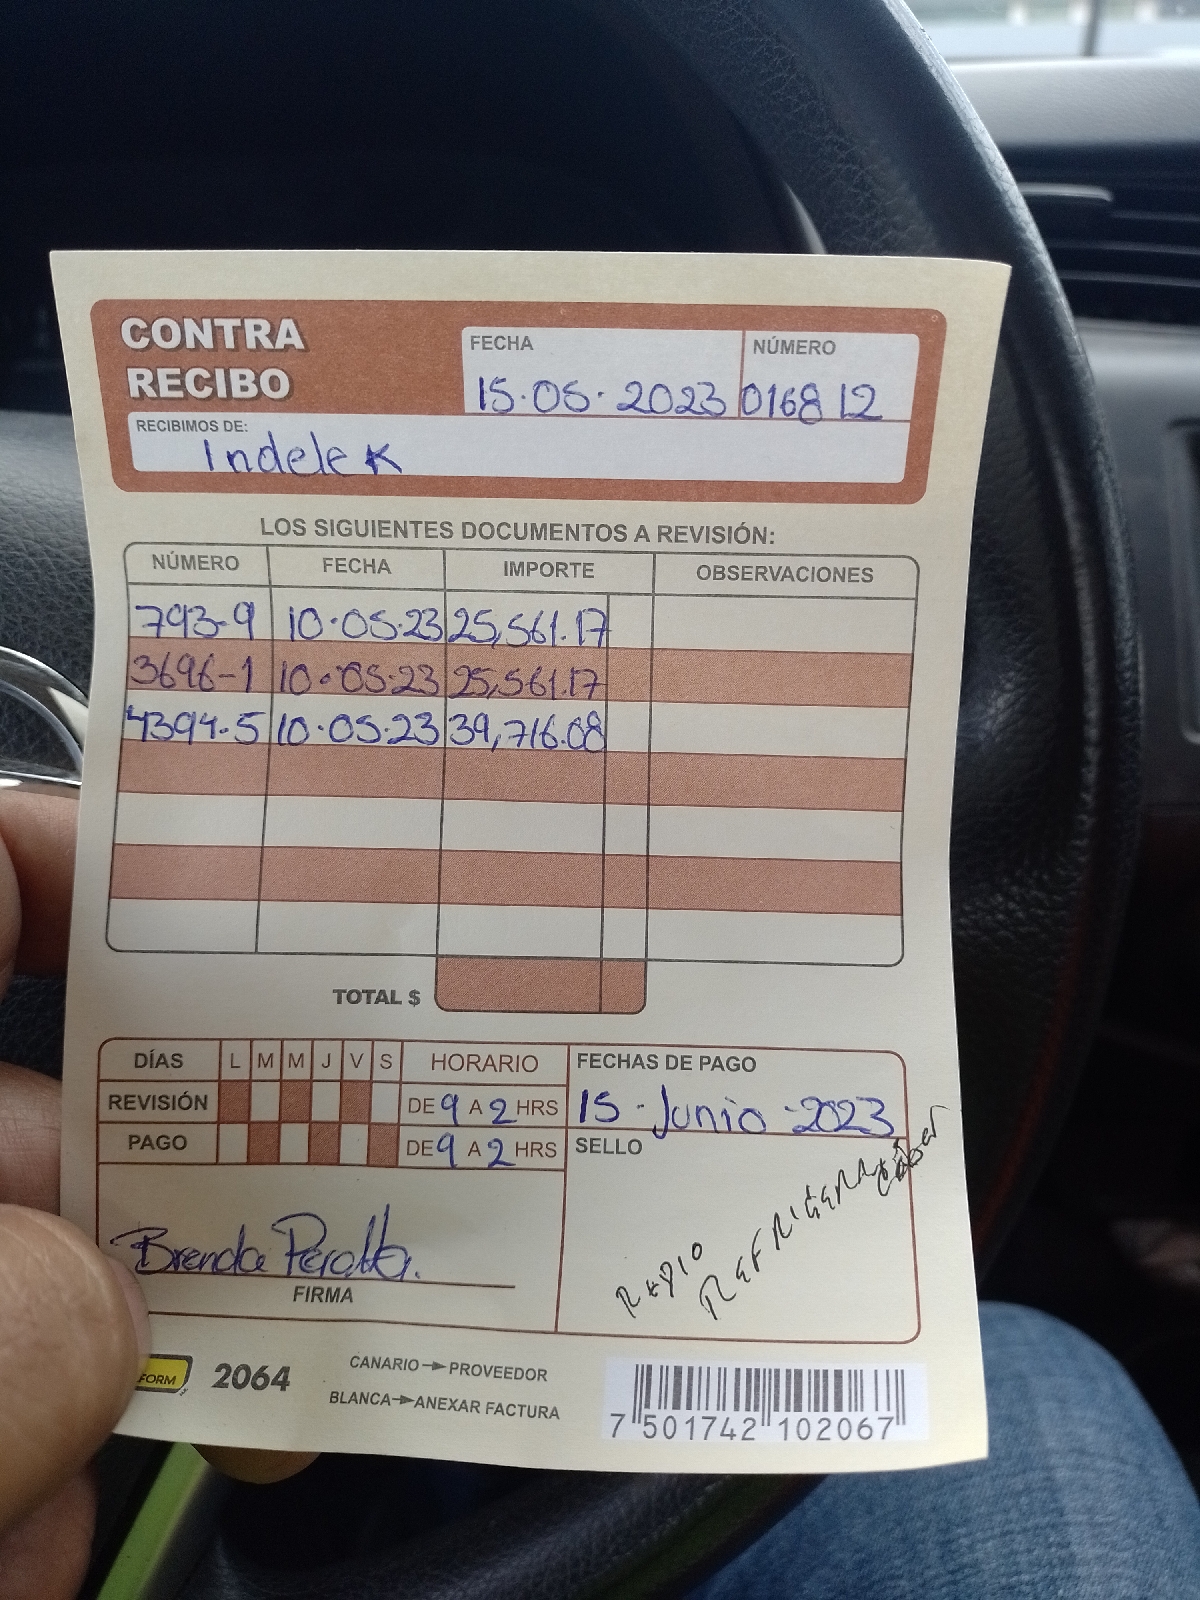 CONTRA
RECIBO
FECHA
15·05·2023
NÚMERO
016812
RECIBIMOS DE:
Indelek
LOS SIGUIENTES DOCUMENTOS A REVISIÓN:
NÚMERO FECHA IMPORTE OBSERVACIONES
793-9 10·05·23 25,561.17
3696-1 10·05·23 25,561.17
4394-5 10·05·23 39,716.08
TOTAL $
DÍAS L M M J V S HORARIO
REVISIÓN DE 9 A 2 HRS
PAGO DE 9 A 2 HRS
FECHAS DE PAGO
15-Junio-2023
SELLO
RADIO
Brenda Peralta.
FIRMA
FORM 2064
CANARIO PROVEEDOR
BLANCA ANEXAR FACTURA
7 501742 102067